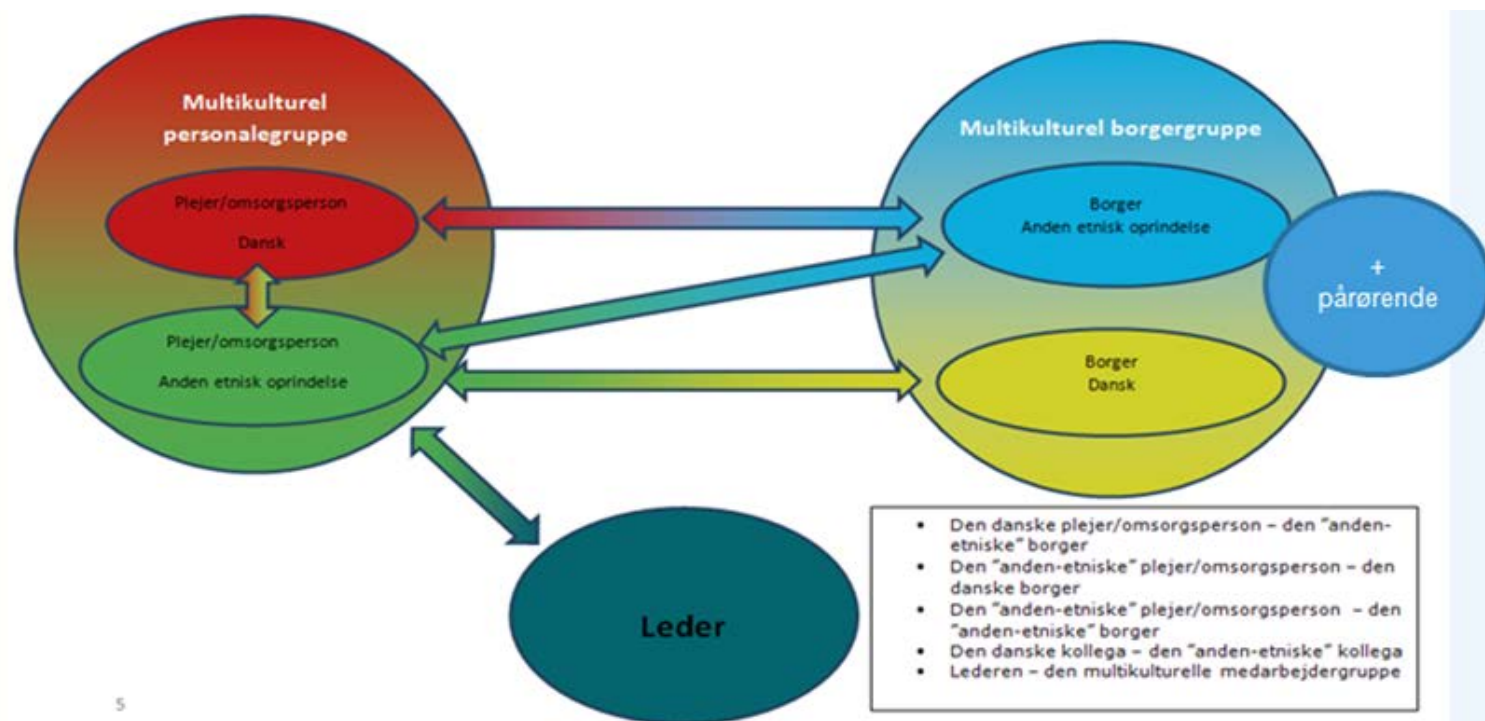 Multikulturel
personalegruppe
Plejer/omsorgsperson
Dansk
Plejer/omsorgsperson
Anden etnisk oprindelse
Multikulturel borgergruppe
Borger
Anden etnisk oprindelse
Borger
Dansk
+
pårørende
Leder
• Den danske plejer/omsorgsperson – den "anden-
etniske" borger
• Den "anden-etniske" plejer/omsorgsperson – den
danske borger
• Den "anden-etniske" plejer/omsorgsperson – den
"anden-etniske" borger
• Den danske kollega – den "anden-etniske" kollega
• Lederen – den multikulturelle medarbejdergruppe
5